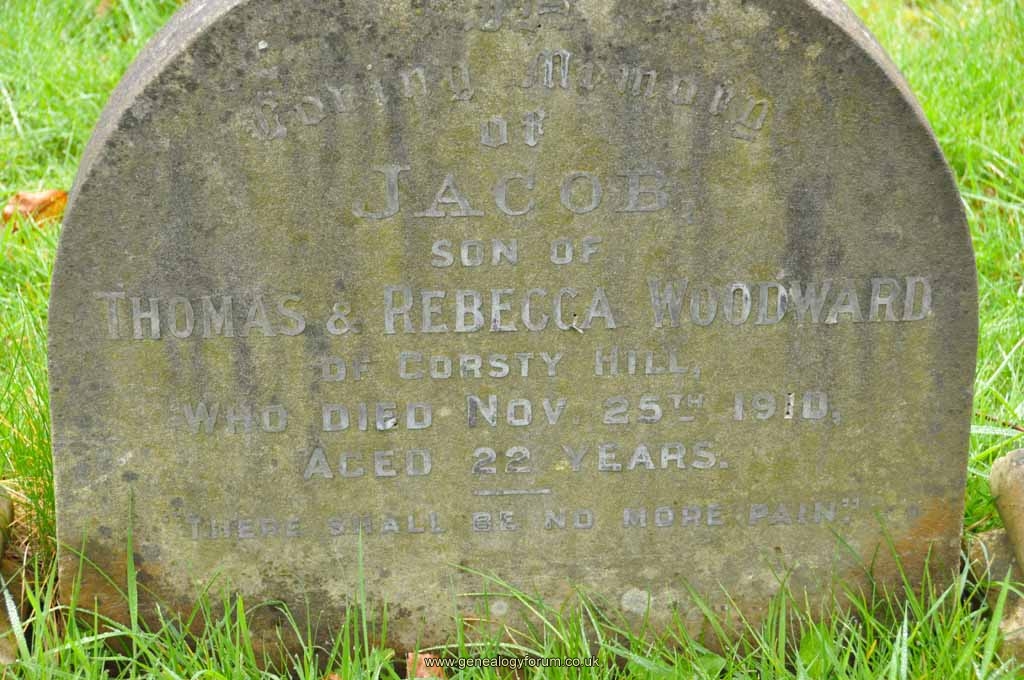 In
Loving Memory
of
JACOB,
SON OF
THOMAS & REBECCA WOODWARD
OF CORSTY HILL,
WHO DIED NOV. 25TH 1910,
AGED 22 YEARS.
"THERE SHALL BE NO MORE PAIN."
www.genealogyforum.co.uk